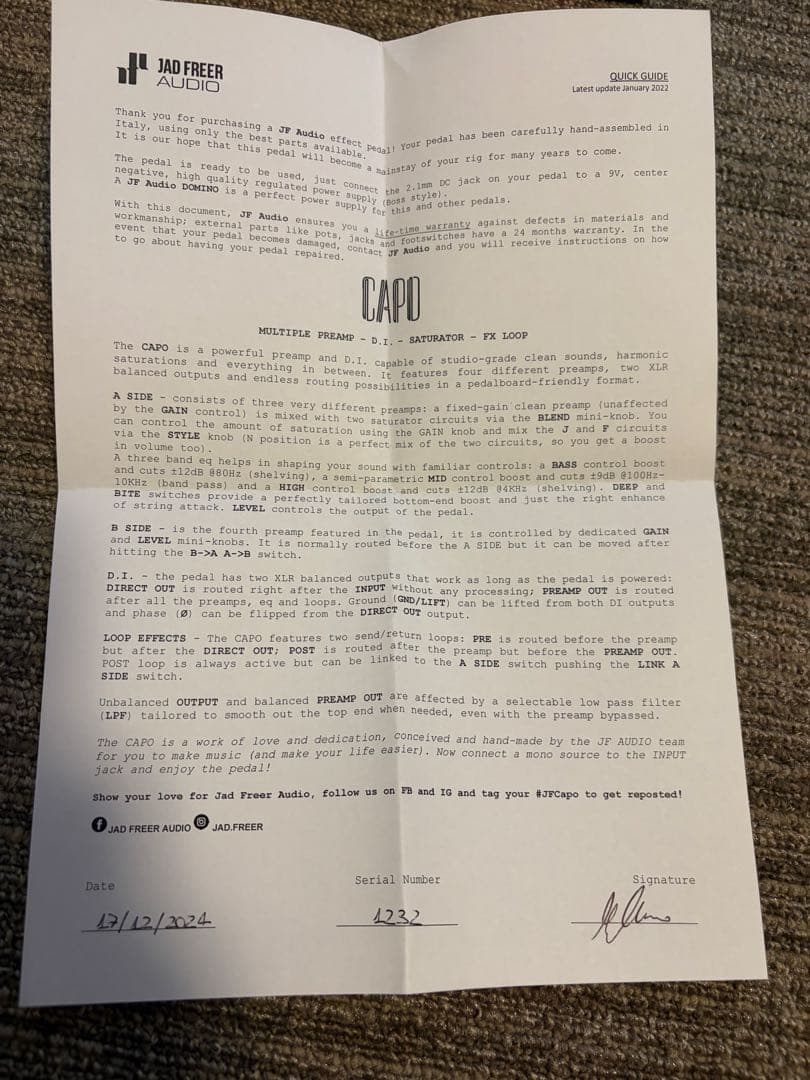 JAD FREER
AUDIO
QUICK GUIDE
Latest update January 2022
Thank you for purchasing a JF Audio effect pedal! Your pedal has been carefully hand-assembled in
Italy, using only the best parts available.
It is our hope that this pedal will become a mainstay of your rig for many years to come.
The pedal is ready to be used, just connect the 2.1mm DC jack on your pedal to a 9V, center
negative, high quality regulated power supply (Boss style).
A JF Audio DOMINO is a perfect power supply for this and other pedals.
With this document, JF Audio ensures you a life-time warranty against defects in materials and
workmanship; external parts like pots, jacks and footswitches have a 24 months warranty. In the
event that your pedal becomes damaged, contact JF Audio and you will receive instructions on how
to go about having your pedal repaired.
CAPO
MULTIPLE PREAMP – D.I. – SATURATOR – FX LOOP
The CAPO is a powerful preamp and D.I. capable of studio-grade clean sounds, harmonic
saturations and everything in between. It features four different preamps, two XLR
balanced outputs and endless routing possibilities in a pedalboard-friendly format.
A SIDE – consists of three very different preamps: a fixed-gain clean preamp (unaffected
by the GAIN control) is mixed with two saturator circuits via the BLEND mini-knob. You
can control the amount of saturation using the GAIN knob and mix the J and F circuits
via the STYLE knob (N position is a perfect mix of the two circuits, so you get a boost
in volume too).
A three band eq helps in shaping your sound with familiar controls: a BASS control boost
and cuts ±12dB @80Hz (shelving), a semi-parametric MID control boost and cuts ±9dB @100Hz-
10KHz (band pass) and a HIGH control boost and cuts ±12dB @4KHz (shelving). DEEP and
BITE switches provide a perfectly tailored bottom-end boost and just the right enhance
of string attack. LEVEL controls the output of the pedal.
B SIDE – is the fourth preamp featured in the pedal, it is controlled by dedicated GAIN
and LEVEL mini-knobs. It is normally routed before the A SIDE but it can be moved after
hitting the B->A A->B switch.
D.I. – the pedal has two XLR balanced outputs that work as long as the pedal is powered:
DIRECT OUT is routed right after the INPUT without any processing; PREAMP OUT is routed
after all the preamps, eq and loops. Ground (GND/LIFT) can be lifted from both DI outputs
and phase (Ø) can be flipped from the DIRECT OUT output.
LOOP EFFECTS – The CAPO features two send/return loops: PRE is routed before the preamp
but after the DIRECT OUT; POST is routed after the preamp but before the PREAMP OUT.
POST loop is always active but can be linked to the A SIDE switch pushing the LINK A
SIDE switch.
Unbalanced OUTPUT and balanced PREAMP OUT are affected by a selectable low pass filter
(LPF) tailored to smooth out the top end when needed, even with the preamp bypassed.
The CAPO is a work of love and dedication, conceived and hand-made by the JF AUDIO team
for you to make music (and make your life easier). Now connect a mono source to the INPUT
jack and enjoy the pedal!
Show your love for Jad Freer Audio, follow us on FB and IG and tag your #JFCapo to get reposted!
JAD FREER AUDIO JAD.FREER
Date Serial Number Signature
17/12/2024 1232